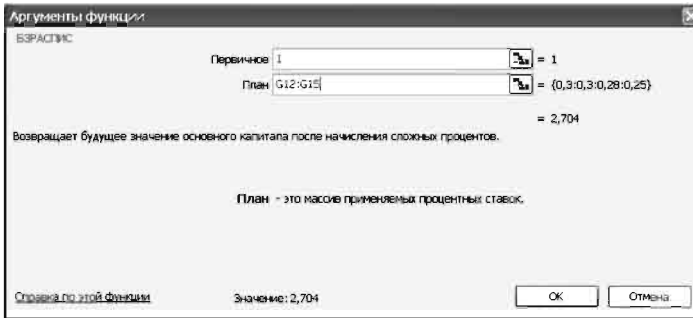 Аргументы функции
БЗРАСПИС
Первичное 1 = 1
План G12:G15 = {0,3:0,3:0,28:0,25}
= 2,704
Возвращает будущее значение основного капитала после начисления сложных процентов.
План - это массив применяемых процентных ставок.
Справка по этой функции Значение: 2,704 ОК Отмена